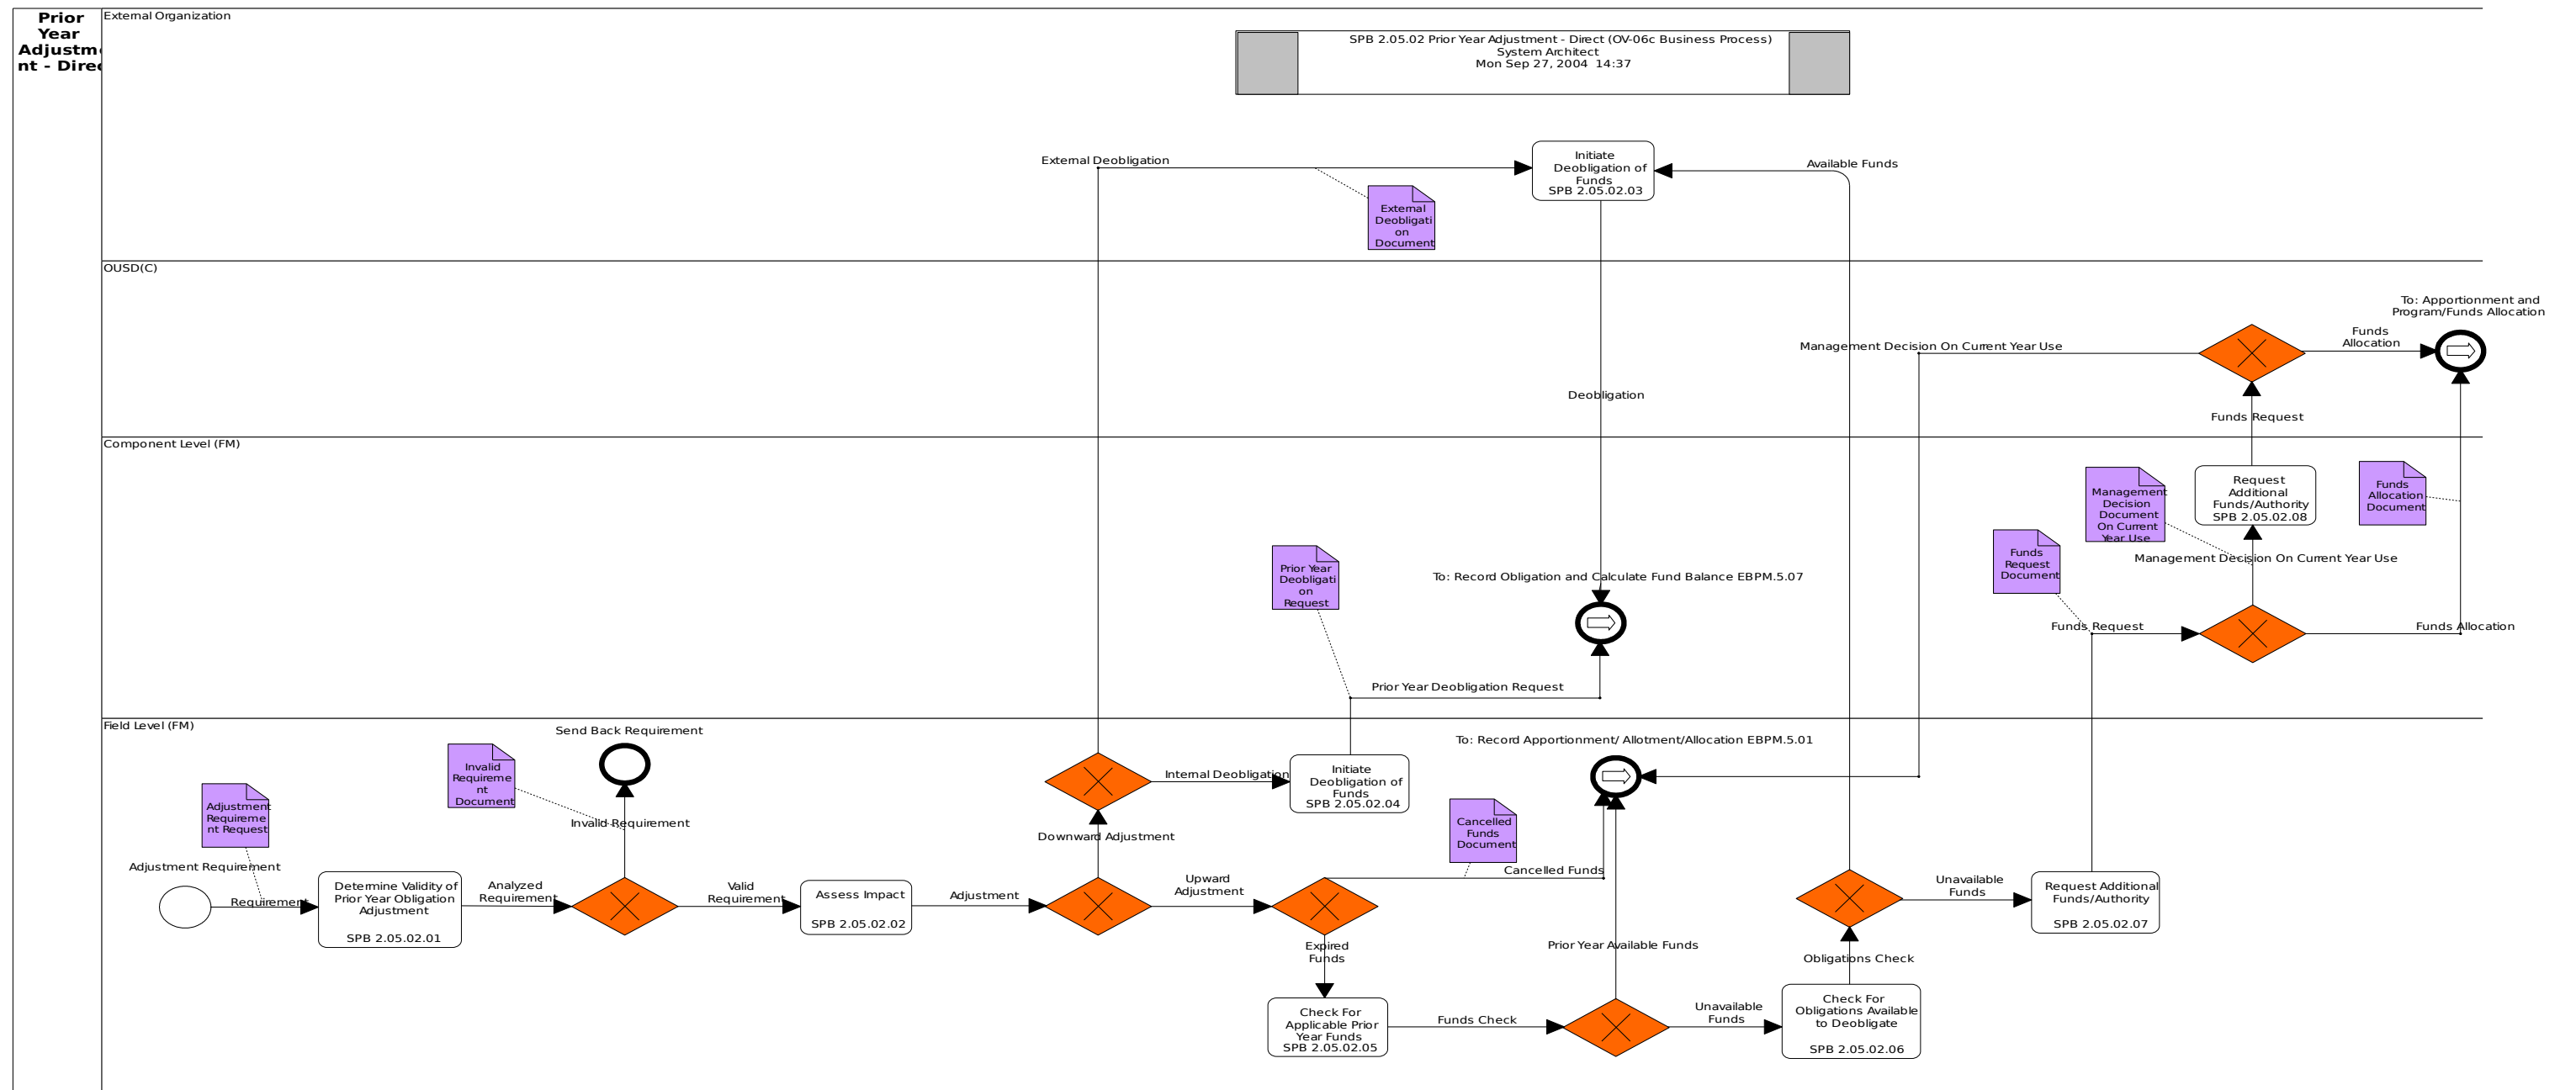 Prior
Year
Adjustme
nt - Direc
External Organization
SPB 2.05.02 Prior Year Adjustment - Direct (OV-06c Business Process)
System Architect
Mon Sep 27, 2004  14:37
External Deobligation
Initiate
Deobligation of
Funds
SPB 2.05.02.03
Available Funds
External
Deobligati
on
Document
OUSD(C)
To: Apportionment and
Program/Funds Allocation
Management Decision On Current Year Use
Funds
Allocation
Deobligation
Funds Request
Component Level (FM)
Management
Decision
Document
On Current
Year Use
Request
Additional
Funds/Authority
SPB 2.05.02.08
Funds
Allocation
Document
Funds
Request
Document
Management Decision On Current Year Use
Prior Year
Deobligati
on
Request
To: Record Obligation and Calculate Fund Balance EBPM.5.07
Funds Request
Funds Allocation
Prior Year Deobligation Request
Field Level (FM)
Send Back Requirement
To: Record Apportionment/ Allotment/Allocation EBPM.5.01
Invalid
Requireme
nt
Document
Internal Deobligation
Initiate
Deobligation of
Funds
SPB 2.05.02.04
Adjustment
Requireme
nt Request
Invalid Requirement
Downward Adjustment
Cancelled
Funds
Document
Adjustment Requirement
Requirement
Determine Validity of
Prior Year Obligation
Adjustment
SPB 2.05.02.01
Analyzed
Requirement
Valid
Requirement
Assess Impact
SPB 2.05.02.02
Adjustment
Upward
Adjustment
Cancelled Funds
Unavailable
Funds
Request Additional
Funds/Authority
SPB 2.05.02.07
Expired
Funds
Prior Year Available Funds
Obligations Check
Check For
Applicable Prior
Year Funds
SPB 2.05.02.05
Funds Check
Unavailable
Funds
Check For
Obligations Available
to Deobligate
SPB 2.05.02.06